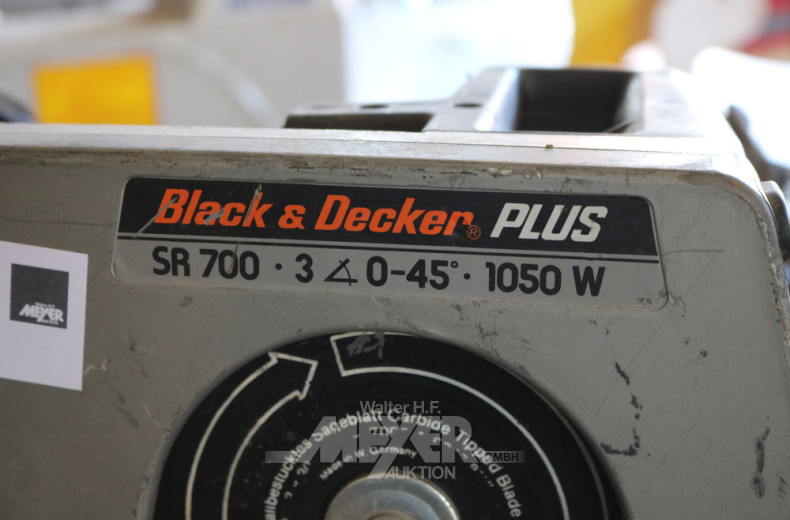 Black & Decker® PLUS
SR 700 · 3 ∡ 0-45° · 1050 W
MEYER
Walter H.F.
MEYER
GMBH
AUKTION
Sägeblatt Carbide Tipped Blade
Made in W. Germany